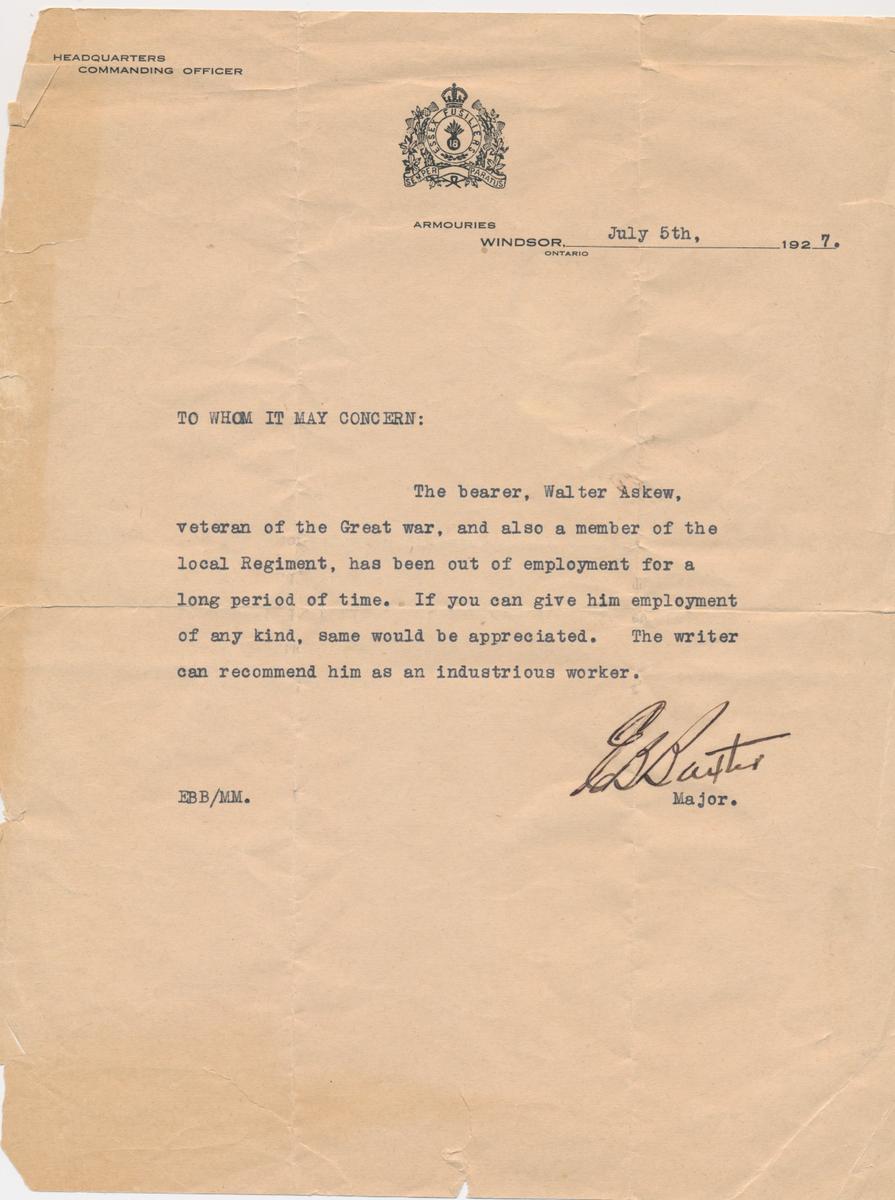 HEADQUARTERS
COMMANDING OFFICER
ESSEX FUSILIERS
18
SEMPER PARATUS
ARMOURIES
WINDSOR, July 5th, 1927.
ONTARIO
TO WHOM IT MAY CONCERN:
The bearer, Walter Askew,
veteran of the Great war, and also a member of the
local Regiment, has been out of employment for a
long period of time. If you can give him employment
of any kind, same would be appreciated. The writer
can recommend him as an industrious worker.
EBBaxter
EBB/MM. Major.